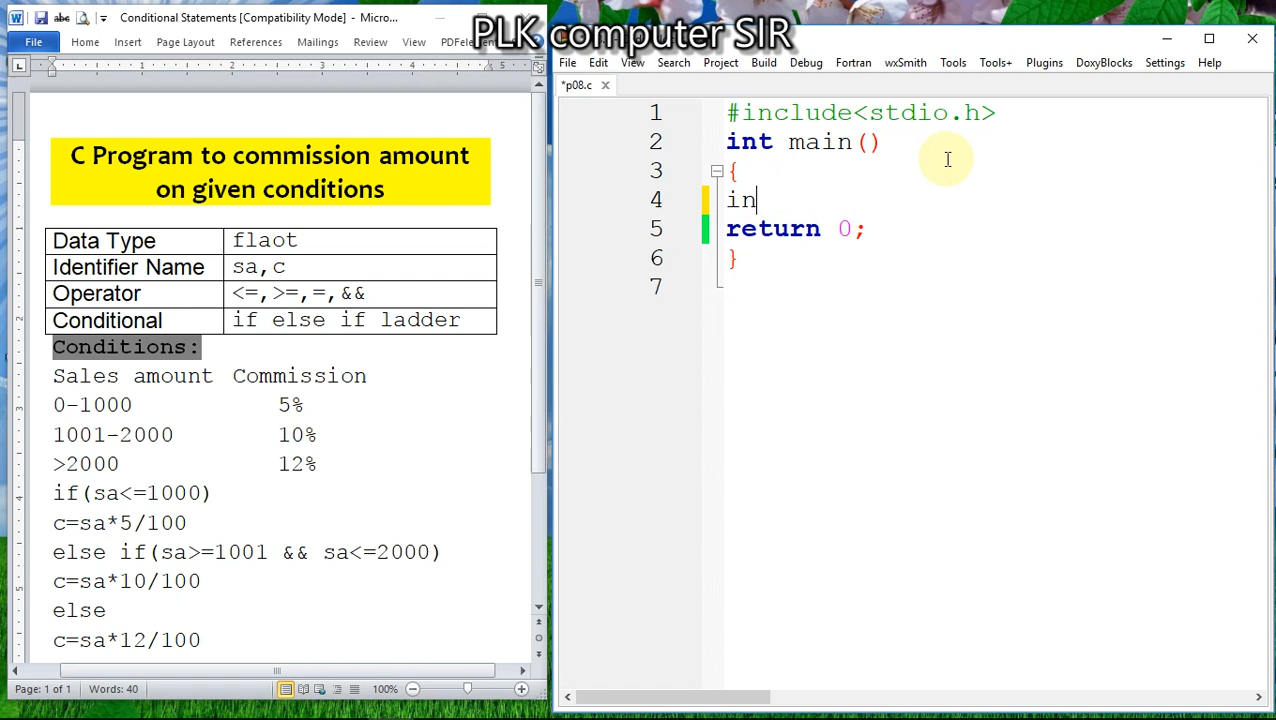 Conditional Statements [Compatibility Mode] - Micro...
PLK computer SIR
File Home Insert Page Layout References Mailings Review View PDFelem
File Edit View Search Project Build Debug Fortran wxSmith Tools Tools+ Plugins DoxyBlocks Settings Help
*p08.c
C Program to commission amount
on given conditions
Data Type flaot
Identifier Name sa,c
Operator <=,>=,=,&&
Conditional if else if ladder
Conditions:
Sales amount Commission
0-1000 5%
1001-2000 10%
>2000 12%
if(sa<=1000)
c=sa*5/100
else if(sa>=1001 && sa<=2000)
c=sa*10/100
else
c=sa*12/100
1 #include<stdio.h>
2 int main()
3 {
4 in
5 return 0;
6 }
7
Page: 1 of 1 Words: 40 100%